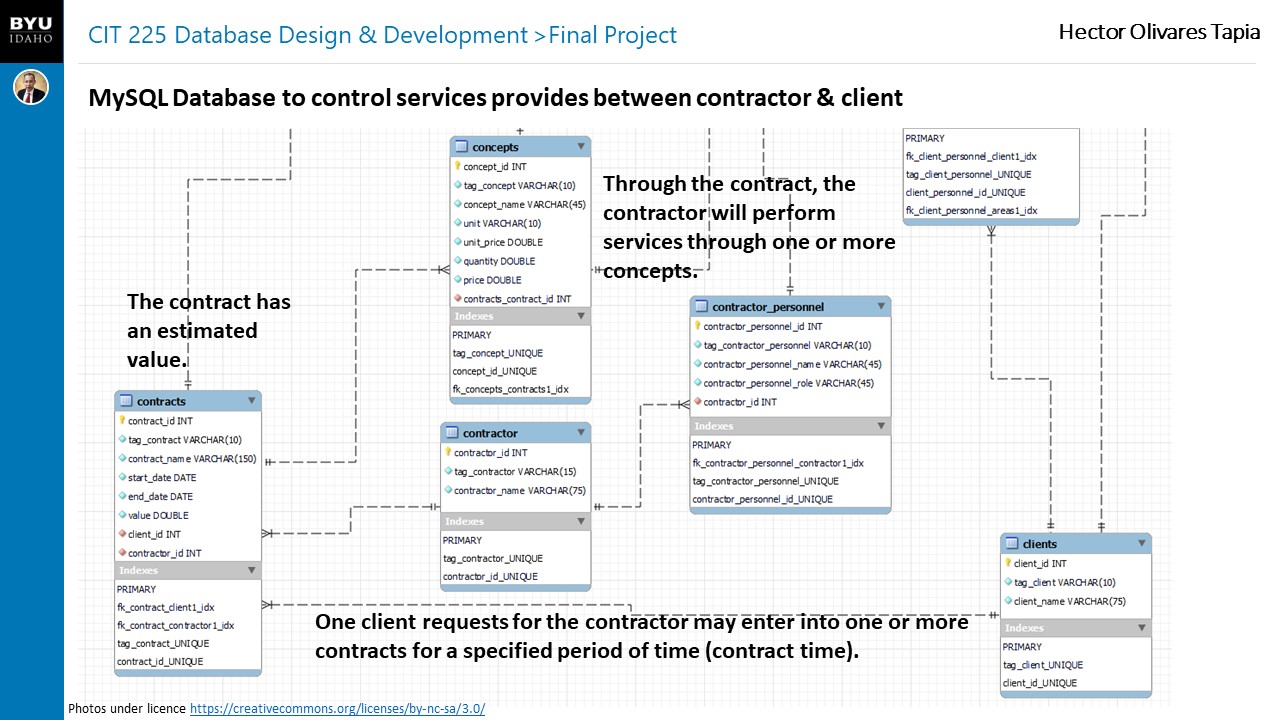 BYU
IDAHO
CIT 225 Database Design & Development >Final Project
Hector Olivares Tapia
MySQL Database to control services provides between contractor & client
concepts
concept_id INT
tag_concept VARCHAR(10)
concept_name VARCHAR(45)
unit VARCHAR(10)
unit_price DOUBLE
quantity DOUBLE
price DOUBLE
contracts_contract_id INT
Indexes
PRIMARY
tag_concept_UNIQUE
concept_id_UNIQUE
fk_concepts_contracts1_idx
Through the contract, the
contractor will perform
services through one or more
concepts.
PRIMARY
fk_client_personnel_client1_idx
tag_client_personnel_UNIQUE
client_personnel_id_UNIQUE
fk_client_personnel_areas1_idx
The contract has
an estimated
value.
contractor_personnel
contractor_personnel_id INT
tag_contractor_personnel VARCHAR(10)
contractor_personnel_name VARCHAR(45)
contractor_personnel_role VARCHAR(45)
contractor_id INT
Indexes
PRIMARY
fk_contractor_personnel_contractor1_idx
tag_contractor_personnel_UNIQUE
contractor_personnel_id_UNIQUE
contracts
contract_id INT
tag_contract VARCHAR(10)
contract_name VARCHAR(150)
start_date DATE
end_date DATE
value DOUBLE
client_id INT
contractor_id INT
Indexes
PRIMARY
fk_contract_client1_idx
fk_contract_contractor1_idx
tag_contract_UNIQUE
contract_id_UNIQUE
contractor
contractor_id INT
tag_contractor VARCHAR(15)
contractor_name VARCHAR(75)
Indexes
PRIMARY
tag_contractor_UNIQUE
contractor_id_UNIQUE
clients
client_id INT
tag_client VARCHAR(10)
client_name VARCHAR(75)
Indexes
PRIMARY
tag_client_UNIQUE
client_id_UNIQUE
One client requests for the contractor may enter into one or more
contracts for a specified period of time (contract time).
Photos under licence https://creativecommons.org/licenses/by-nc-sa/3.0/